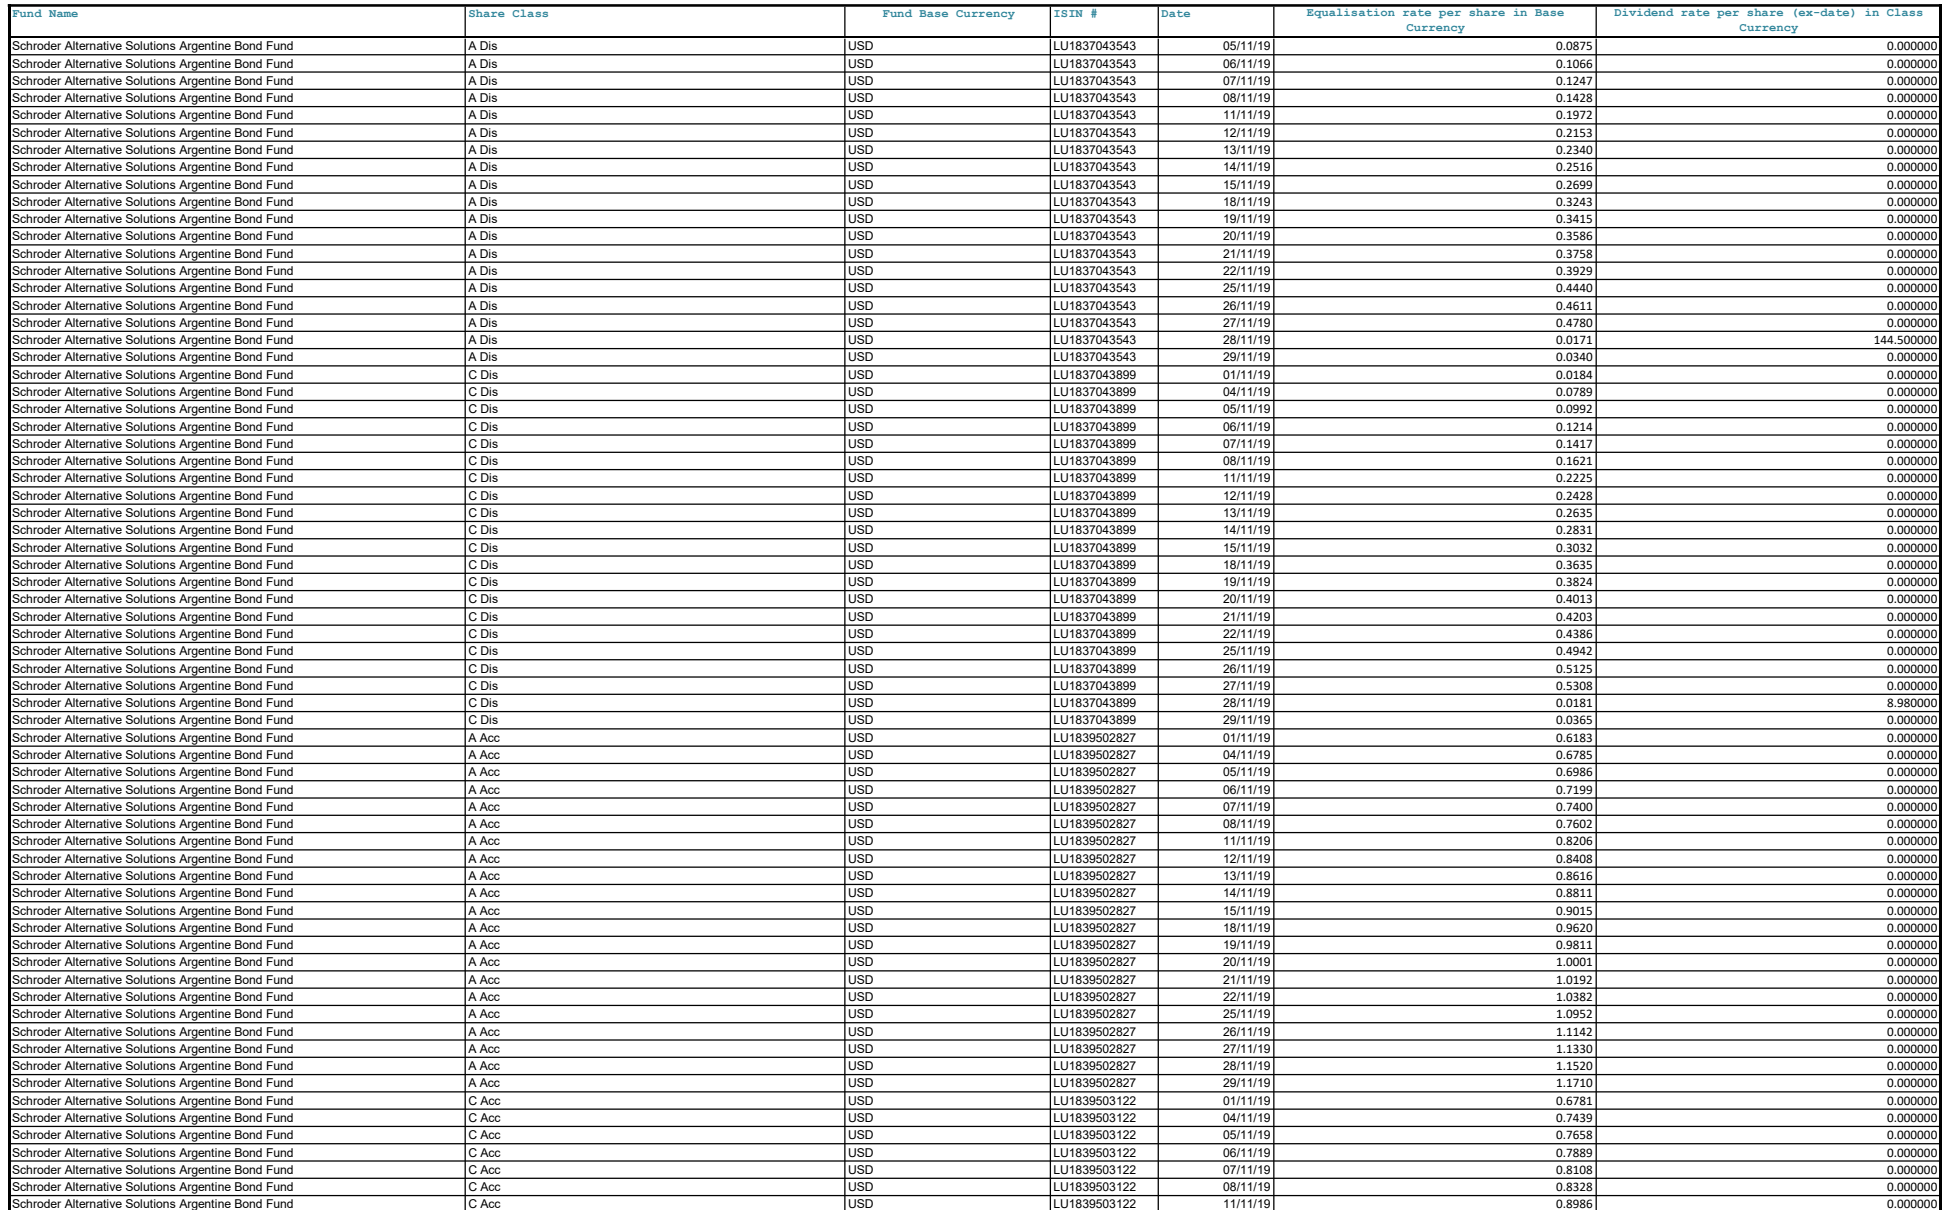 Fund Name Share Class Fund Base Currency ISIN # Date Equalisation rate per share in Base Currency Dividend rate per share (ex-date) in Class Currency
Schroder Alternative Solutions Argentine Bond Fund A Dis USD LU1837043543 05/11/19 0.0875 0.000000
Schroder Alternative Solutions Argentine Bond Fund A Dis USD LU1837043543 06/11/19 0.1066 0.000000
Schroder Alternative Solutions Argentine Bond Fund A Dis USD LU1837043543 07/11/19 0.1247 0.000000
Schroder Alternative Solutions Argentine Bond Fund A Dis USD LU1837043543 08/11/19 0.1428 0.000000
Schroder Alternative Solutions Argentine Bond Fund A Dis USD LU1837043543 11/11/19 0.1972 0.000000
Schroder Alternative Solutions Argentine Bond Fund A Dis USD LU1837043543 12/11/19 0.2153 0.000000
Schroder Alternative Solutions Argentine Bond Fund A Dis USD LU1837043543 13/11/19 0.2340 0.000000
Schroder Alternative Solutions Argentine Bond Fund A Dis USD LU1837043543 14/11/19 0.2516 0.000000
Schroder Alternative Solutions Argentine Bond Fund A Dis USD LU1837043543 15/11/19 0.2699 0.000000
Schroder Alternative Solutions Argentine Bond Fund A Dis USD LU1837043543 18/11/19 0.3243 0.000000
Schroder Alternative Solutions Argentine Bond Fund A Dis USD LU1837043543 19/11/19 0.3415 0.000000
Schroder Alternative Solutions Argentine Bond Fund A Dis USD LU1837043543 20/11/19 0.3586 0.000000
Schroder Alternative Solutions Argentine Bond Fund A Dis USD LU1837043543 21/11/19 0.3758 0.000000
Schroder Alternative Solutions Argentine Bond Fund A Dis USD LU1837043543 22/11/19 0.3929 0.000000
Schroder Alternative Solutions Argentine Bond Fund A Dis USD LU1837043543 25/11/19 0.4440 0.000000
Schroder Alternative Solutions Argentine Bond Fund A Dis USD LU1837043543 26/11/19 0.4611 0.000000
Schroder Alternative Solutions Argentine Bond Fund A Dis USD LU1837043543 27/11/19 0.4780 0.000000
Schroder Alternative Solutions Argentine Bond Fund A Dis USD LU1837043543 28/11/19 0.0171 144.500000
Schroder Alternative Solutions Argentine Bond Fund A Dis USD LU1837043543 29/11/19 0.0340 0.000000
Schroder Alternative Solutions Argentine Bond Fund C Dis USD LU1837043899 01/11/19 0.0184 0.000000
Schroder Alternative Solutions Argentine Bond Fund C Dis USD LU1837043899 04/11/19 0.0789 0.000000
Schroder Alternative Solutions Argentine Bond Fund C Dis USD LU1837043899 05/11/19 0.0992 0.000000
Schroder Alternative Solutions Argentine Bond Fund C Dis USD LU1837043899 06/11/19 0.1214 0.000000
Schroder Alternative Solutions Argentine Bond Fund C Dis USD LU1837043899 07/11/19 0.1417 0.000000
Schroder Alternative Solutions Argentine Bond Fund C Dis USD LU1837043899 08/11/19 0.1621 0.000000
Schroder Alternative Solutions Argentine Bond Fund C Dis USD LU1837043899 11/11/19 0.2225 0.000000
Schroder Alternative Solutions Argentine Bond Fund C Dis USD LU1837043899 12/11/19 0.2428 0.000000
Schroder Alternative Solutions Argentine Bond Fund C Dis USD LU1837043899 13/11/19 0.2635 0.000000
Schroder Alternative Solutions Argentine Bond Fund C Dis USD LU1837043899 14/11/19 0.2831 0.000000
Schroder Alternative Solutions Argentine Bond Fund C Dis USD LU1837043899 15/11/19 0.3032 0.000000
Schroder Alternative Solutions Argentine Bond Fund C Dis USD LU1837043899 18/11/19 0.3635 0.000000
Schroder Alternative Solutions Argentine Bond Fund C Dis USD LU1837043899 19/11/19 0.3824 0.000000
Schroder Alternative Solutions Argentine Bond Fund C Dis USD LU1837043899 20/11/19 0.4013 0.000000
Schroder Alternative Solutions Argentine Bond Fund C Dis USD LU1837043899 21/11/19 0.4203 0.000000
Schroder Alternative Solutions Argentine Bond Fund C Dis USD LU1837043899 22/11/19 0.4386 0.000000
Schroder Alternative Solutions Argentine Bond Fund C Dis USD LU1837043899 25/11/19 0.4942 0.000000
Schroder Alternative Solutions Argentine Bond Fund C Dis USD LU1837043899 26/11/19 0.5125 0.000000
Schroder Alternative Solutions Argentine Bond Fund C Dis USD LU1837043899 27/11/19 0.5308 0.000000
Schroder Alternative Solutions Argentine Bond Fund C Dis USD LU1837043899 28/11/19 0.0181 8.980000
Schroder Alternative Solutions Argentine Bond Fund C Dis USD LU1837043899 29/11/19 0.0365 0.000000
Schroder Alternative Solutions Argentine Bond Fund A Acc USD LU1839502827 01/11/19 0.6183 0.000000
Schroder Alternative Solutions Argentine Bond Fund A Acc USD LU1839502827 04/11/19 0.6785 0.000000
Schroder Alternative Solutions Argentine Bond Fund A Acc USD LU1839502827 05/11/19 0.6986 0.000000
Schroder Alternative Solutions Argentine Bond Fund A Acc USD LU1839502827 06/11/19 0.7199 0.000000
Schroder Alternative Solutions Argentine Bond Fund A Acc USD LU1839502827 07/11/19 0.7400 0.000000
Schroder Alternative Solutions Argentine Bond Fund A Acc USD LU1839502827 08/11/19 0.7602 0.000000
Schroder Alternative Solutions Argentine Bond Fund A Acc USD LU1839502827 11/11/19 0.8206 0.000000
Schroder Alternative Solutions Argentine Bond Fund A Acc USD LU1839502827 12/11/19 0.8408 0.000000
Schroder Alternative Solutions Argentine Bond Fund A Acc USD LU1839502827 13/11/19 0.8616 0.000000
Schroder Alternative Solutions Argentine Bond Fund A Acc USD LU1839502827 14/11/19 0.8811 0.000000
Schroder Alternative Solutions Argentine Bond Fund A Acc USD LU1839502827 15/11/19 0.9015 0.000000
Schroder Alternative Solutions Argentine Bond Fund A Acc USD LU1839502827 18/11/19 0.9620 0.000000
Schroder Alternative Solutions Argentine Bond Fund A Acc USD LU1839502827 19/11/19 0.9811 0.000000
Schroder Alternative Solutions Argentine Bond Fund A Acc USD LU1839502827 20/11/19 1.0001 0.000000
Schroder Alternative Solutions Argentine Bond Fund A Acc USD LU1839502827 21/11/19 1.0192 0.000000
Schroder Alternative Solutions Argentine Bond Fund A Acc USD LU1839502827 22/11/19 1.0382 0.000000
Schroder Alternative Solutions Argentine Bond Fund A Acc USD LU1839502827 25/11/19 1.0952 0.000000
Schroder Alternative Solutions Argentine Bond Fund A Acc USD LU1839502827 26/11/19 1.1142 0.000000
Schroder Alternative Solutions Argentine Bond Fund A Acc USD LU1839502827 27/11/19 1.1330 0.000000
Schroder Alternative Solutions Argentine Bond Fund A Acc USD LU1839502827 28/11/19 1.1520 0.000000
Schroder Alternative Solutions Argentine Bond Fund A Acc USD LU1839502827 29/11/19 1.1710 0.000000
Schroder Alternative Solutions Argentine Bond Fund C Acc USD LU1839503122 01/11/19 0.6781 0.000000
Schroder Alternative Solutions Argentine Bond Fund C Acc USD LU1839503122 04/11/19 0.7439 0.000000
Schroder Alternative Solutions Argentine Bond Fund C Acc USD LU1839503122 05/11/19 0.7658 0.000000
Schroder Alternative Solutions Argentine Bond Fund C Acc USD LU1839503122 06/11/19 0.7889 0.000000
Schroder Alternative Solutions Argentine Bond Fund C Acc USD LU1839503122 07/11/19 0.8108 0.000000
Schroder Alternative Solutions Argentine Bond Fund C Acc USD LU1839503122 08/11/19 0.8328 0.000000
Schroder Alternative Solutions Argentine Bond Fund C Acc USD LU1839503122 11/11/19 0.8986 0.000000